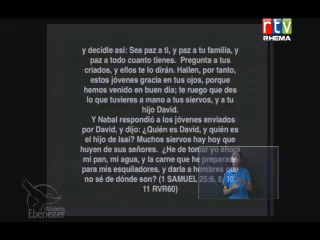 rtv
RHEMA
y decidle así: Sea paz a ti, y paz a tu familia, y
paz a todo cuanto tienes.  Pregunta a tus
criados, y ellos te lo dirán. Hallen, por tanto,
estos jóvenes gracia en tus ojos, porque
hemos venido en buen día; te ruego que des
lo que tuvieres a mano a tus siervos, y a tu
hijo David.
Y Nabal respondió a los jóvenes enviados
por David, y dijo: ¿Quién es David, y quién es
el hijo de Isaí? Muchos siervos hay hoy que
huyen de sus señores.  ¿He de tomar yo ahora
mi pan, mi agua, y la carne que he preparado
para mis esquiladores, y darla a hombres que
no sé de dónde son? (1 SAMUEL 25:6, 8, 10,
11 RVR60)
Ministerios
Ebenezer